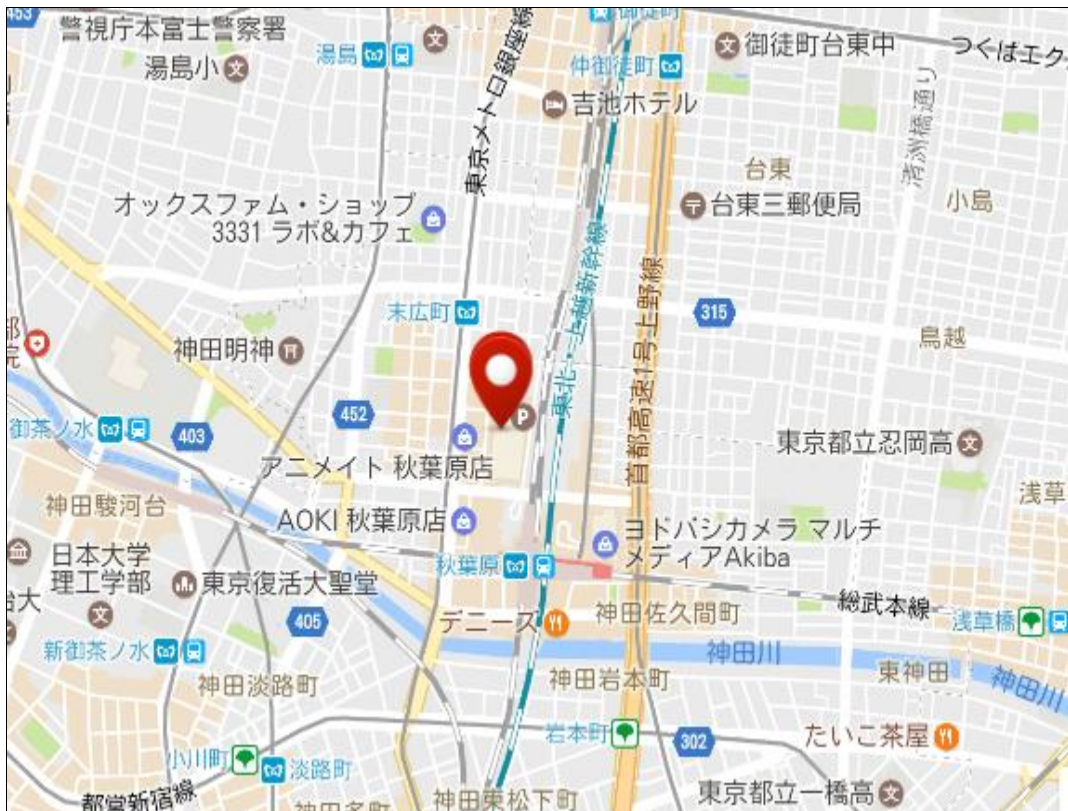 453
警視庁本富士警察署
湯島小
湯島
御徒町
仲御徒町
御徒町台東中
つくばエク
吉池ホテル
東京メトロ銀座線
清洲橋通り
台東
小島
オックスファム・ショップ
3331 ラボ&カフェ
台東三郵便局
東北・上越新幹線
首都高速1号上野線
末広町
315
鳥越
神田明神
院
452
P
御茶ノ水
403
アニメイト 秋葉原店
東京都立忍岡高
神田駿河台
AOKI 秋葉原店
浅草
ヨドバシカメラ マルチ
メディアAkiba
日本大学
理工学部
東京復活大聖堂
秋葉原
総武本線
405
デニーズ
神田佐久間町
浅草橋
新御茶ノ水
神田川
東神田
神田川
神田淡路町
神田岩本町
岩本町
302
たいこ茶屋
小川町
淡路町
都営新宿線
神田東松下町
東京都立一橋高